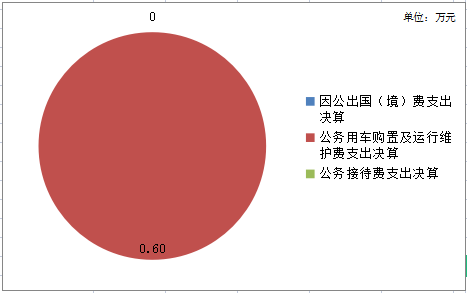 0
单位：万元
因公出国（境）费支出
决算
公务用车购置及运行维
护费支出决算
公务接待费支出决算
0.60